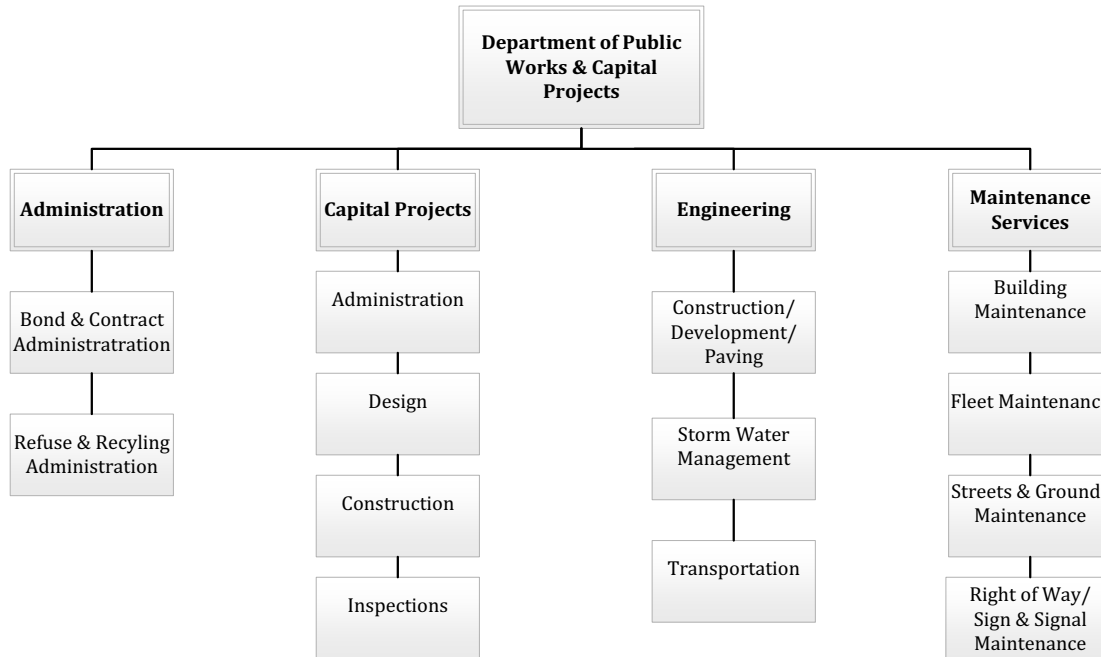 Department of Public
Works & Capital
Projects
Administration
Bond & Contract
Administratration
Refuse & Recyling
Administration
Capital Projects
Administration
Design
Construction
Inspections
Engineering
Construction/
Development/
Paving
Storm Water
Management
Transportation
Maintenance
Services
Building
Maintenance
Fleet Maintenanc
Streets & Ground
Maintenance
Right of Way/
Sign & Signal
Maintenance